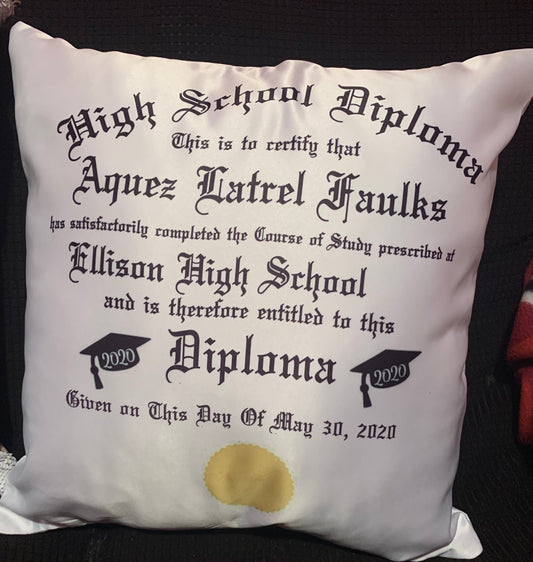 High School Diploma
This is to certify that
Aquez Latrel Faulks
has satisfactorily completed the Course of Study prescribed at
Ellison High School
and is therefore entitled to this
2020
Diploma
2020
Given on This Day Of May 30, 2020